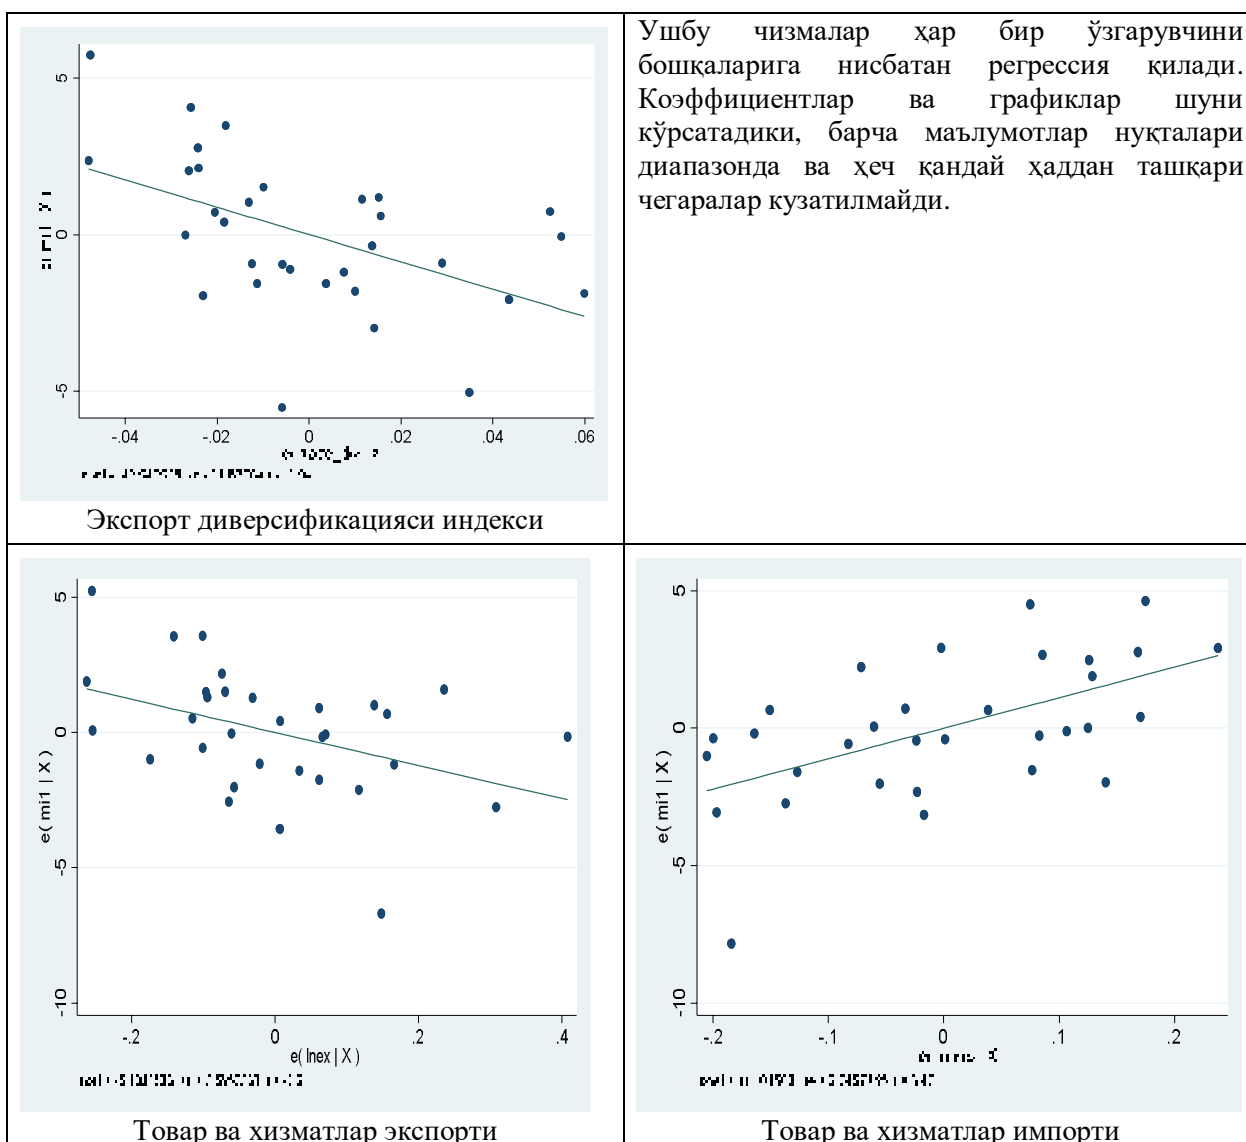 Ушбу чизмалар ҳар бир ўзгарувчини
бошқаларига нисбатан регрессия қилади.
Коэффициентлар ва графиклар шуни
кўрсатадики, барча маълумотлар нуқталари
диапазонда ва ҳеч қандай ҳаддан ташқари
чегаралар кузатилмайди.
5
0
-5
-.04 -.02 0 .02 .04 .06
Экспорт диверсификацияси индекси
5
0
-5
-10
e( mi1 | X )
-.2 0 .2 .4
e( lnex | X )
Товар ва хизматлар экспорти
5
0
-5
-10
e( mi1 | X )
-.2 -.1 0 .1 .2
Товар ва хизматлар импорти